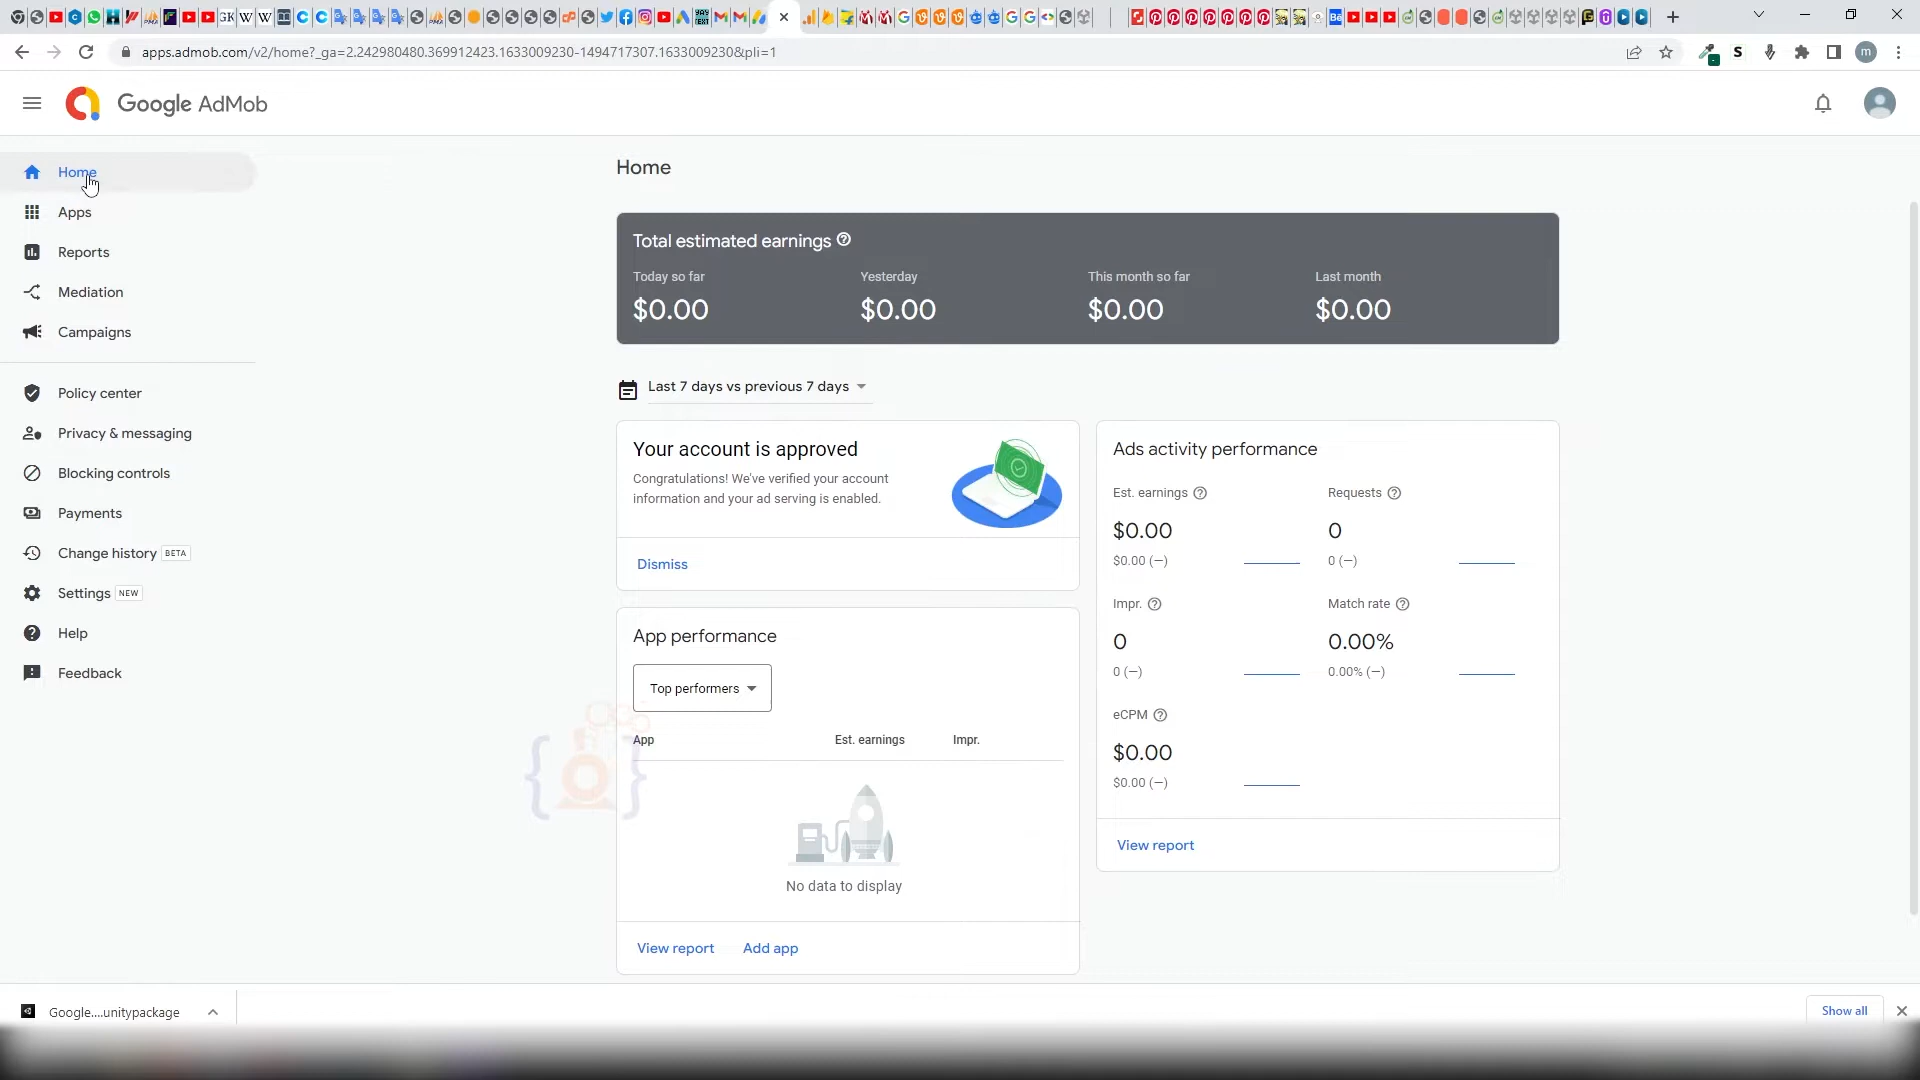 apps.admob.com/v2/home?_ga=2.242980480.369912423.1633009230-1494717307.1633009230&pli=1
Google AdMob
Home
Apps
Reports
Mediation
Campaigns
Policy center
Privacy & messaging
Blocking controls
Payments
Change history BETA
Settings NEW
Help
Feedback
Home
Total estimated earnings
Today so far Yesterday This month so far Last month
$0.00 $0.00 $0.00 $0.00
Last 7 days vs previous 7 days
Your account is approved
Congratulations! We've verified your account
information and your ad serving is enabled.
Dismiss
App performance
Top performers
App Est. earnings Impr.
No data to display
View report Add app
Ads activity performance
Est. earnings Requests
$0.00 0
$0.00 (—) 0 (—)
Impr. Match rate
0 0.00%
0 (—) 0.00% (—)
eCPM
$0.00
$0.00 (—)
View report
Google....unitypackage
Show all